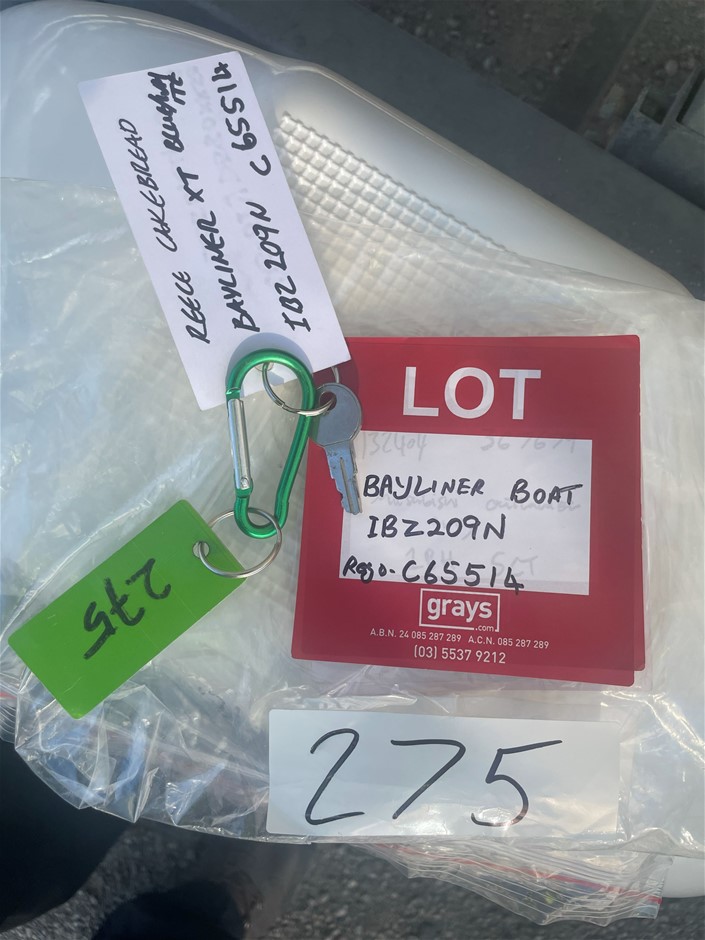 REECE CAKEBREAD
BAYLINER XT
IBZ209N C65514
LOT
BAYLINER BOAT
IBZ209N
Rego- C65514
grays
.com
A.B.N. 24 085 287 289 A.C.N. 085 287 289
(03) 5537 9212
275
275